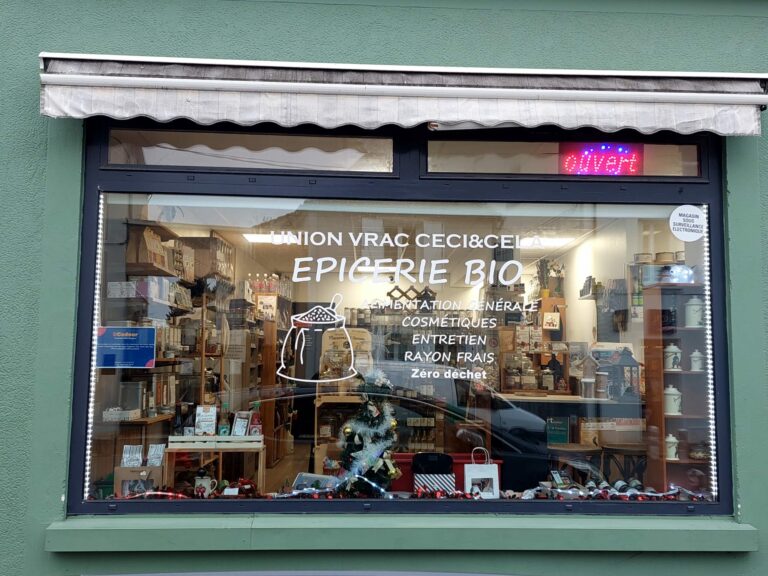 ouvert
MAGASIN
SOUS
SURVEILLANCE
ÉLECTRONIQUE
UNION VRAC CECI&CELA
EPICERIE BIO
ALIMENTATION GÉNÉRALE
COSMÉTIQUES
ENTRETIEN
RAYON FRAIS
Zéro déchet
Cadeur